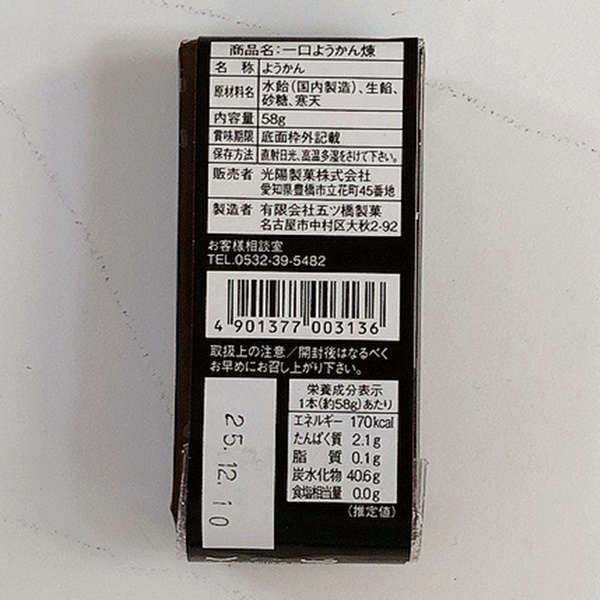 商品名:一口ようかん煉
名 称 ようかん
原材料名 水飴(国内製造)、生餡、
砂糖、寒天
内容量 58g
賞味期限 底面枠外記載
保存方法 直射日光、高温多湿をさけて下さい。
販売者 光陽製菓株式会社
愛知県豊橋市立花町45番地
製造者 有限会社五ツ橋製菓
名古屋市中村区大秋2-92
お客様相談室
TEL.0532-39-5482
4 901377 003136
取扱上の注意/開封後はなるべく
お早めにお召し上がり下さい。
栄養成分表示
1本(約58g)あたり
エネルギー 170kcal
たんぱく質 2.1g
脂 質 0.1g
炭水化物 40.6g
食塩相当量 0.0g
(推定値)
25.12.10